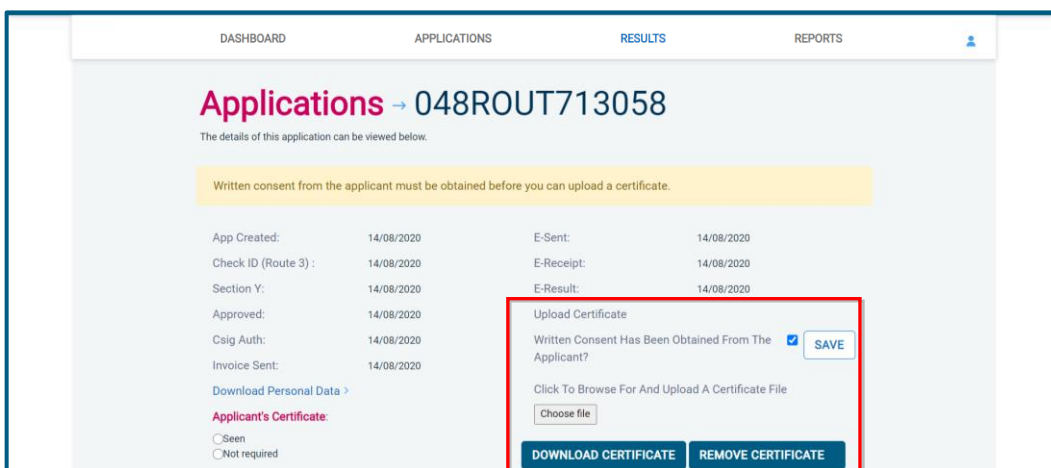 DASHBOARD APPLICATIONS RESULTS REPORTS
Applications → 048ROUT713058
The details of this application can be viewed below.
Written consent from the applicant must be obtained before you can upload a certificate.
App Created: 14/08/2020
Check ID (Route 3) : 14/08/2020
Section Y: 14/08/2020
Approved: 14/08/2020
Csig Auth: 14/08/2020
Invoice Sent: 14/08/2020
Download Personal Data >
Applicant's Certificate:
Seen
Not required
E-Sent: 14/08/2020
E-Receipt: 14/08/2020
E-Result: 14/08/2020
Upload Certificate
Written Consent Has Been Obtained From The
Applicant?
SAVE
Click To Browse For And Upload A Certificate File
Choose file
DOWNLOAD CERTIFICATE REMOVE CERTIFICATE